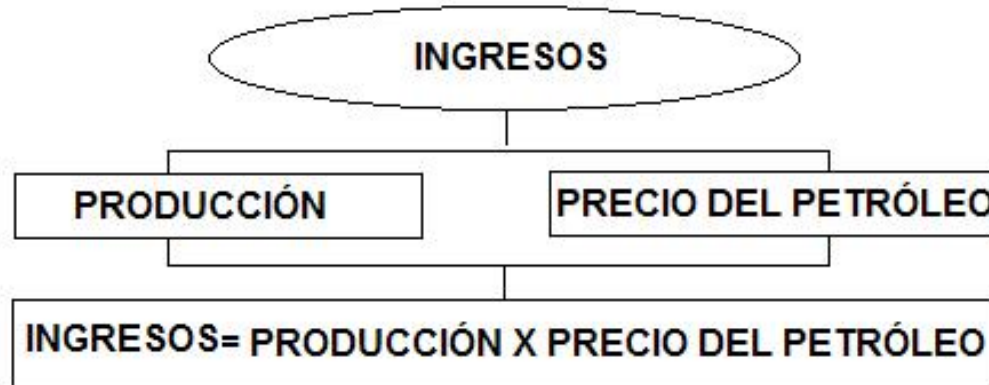 INGRESOS
PRODUCCIÓN
PRECIO DEL PETRÓLEO
INGRESOS= PRODUCCIÓN X PRECIO DEL PETRÓLEO